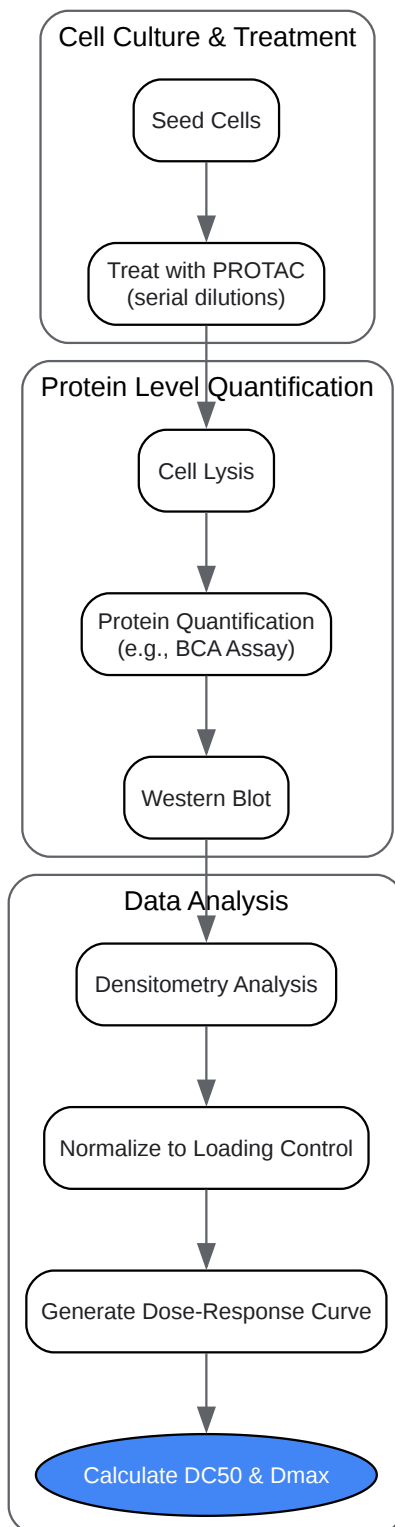 Cell Culture & Treatment
Seed Cells
Treat with PROTAC
(serial dilutions)
Protein Level Quantification
Cell Lysis
Protein Quantification
(e.g., BCA Assay)
Western Blot
Data Analysis
Densitometry Analysis
Normalize to Loading Control
Generate Dose-Response Curve
Calculate DC50 & Dmax